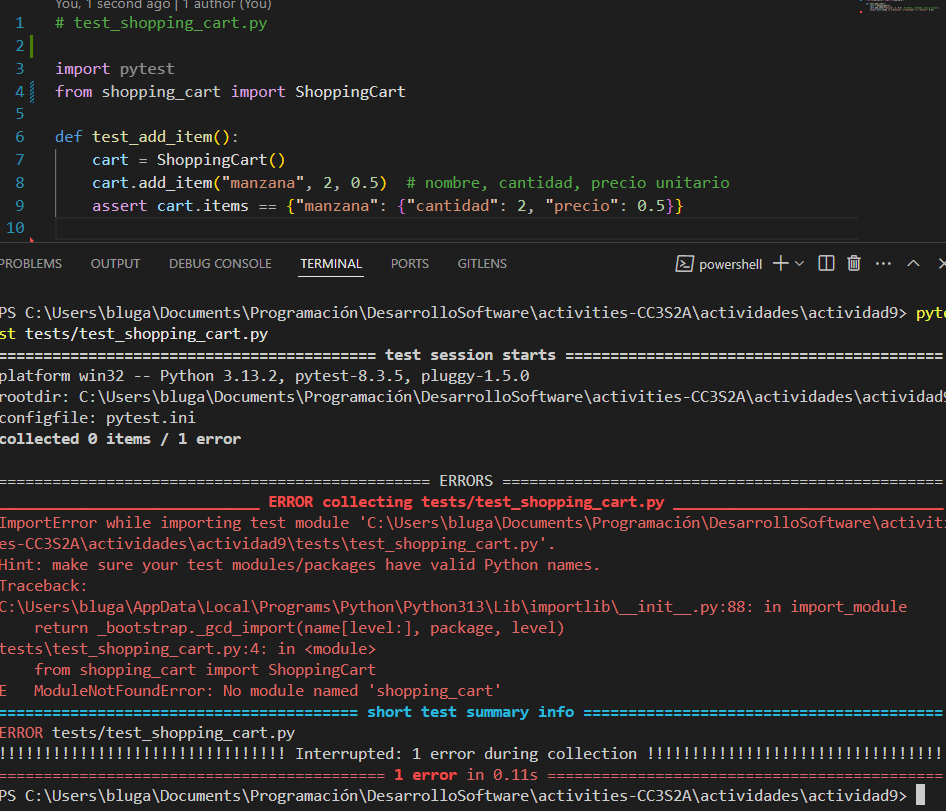 You, 1 second ago | 1 author (You)
1 # test_shopping_cart.py
2
3 import pytest
4 from shopping_cart import ShoppingCart
5
6 def test_add_item():
7 cart = ShoppingCart()
8 cart.add_item("manzana", 2, 0.5) # nombre, cantidad, precio unitario
9 assert cart.items == {"manzana": {"cantidad": 2, "precio": 0.5}}
10
PROBLEMS OUTPUT DEBUG CONSOLE TERMINAL PORTS GITLENS powershell
PS C:\Users\bluga\Documents\Programación\DesarrolloSoftware\activities-CC3S2A\actividades\actividad9> pyte
st tests/test_shopping_cart.py
=========================================== test session starts ===========================================
platform win32 -- Python 3.13.2, pytest-8.3.5, pluggy-1.5.0
rootdir: C:\Users\bluga\Documents\Programación\DesarrolloSoftware\activities-CC3S2A\actividades\actividad9
configfile: pytest.ini
collected 0 items / 1 error
================================================= ERRORS ==================================================
_____________________________ ERROR collecting tests/test_shopping_cart.py ______________________________
ImportError while importing test module 'C:\Users\bluga\Documents\Programación\DesarrolloSoftware\activiti
es-CC3S2A\actividades\actividad9\tests\test_shopping_cart.py'.
Hint: make sure your test modules/packages have valid Python names.
Traceback:
C:\Users\bluga\AppData\Local\Programs\Python\Python313\Lib\importlib\__init__.py:88: in import_module
return _bootstrap._gcd_import(name[level:], package, level)
tests\test_shopping_cart.py:4: in <module>
from shopping_cart import ShoppingCart
E ModuleNotFoundError: No module named 'shopping_cart'
========================================= short test summary info =========================================
ERROR tests/test_shopping_cart.py
!!!!!!!!!!!!!!!!!!!!!!!!!!!!!!!! Interrupted: 1 error during collection !!!!!!!!!!!!!!!!!!!!!!!!!!!!!!!!!
============================================ 1 error in 0.11s =============================================
PS C:\Users\bluga\Documents\Programación\DesarrolloSoftware\activities-CC3S2A\actividades\actividad9>